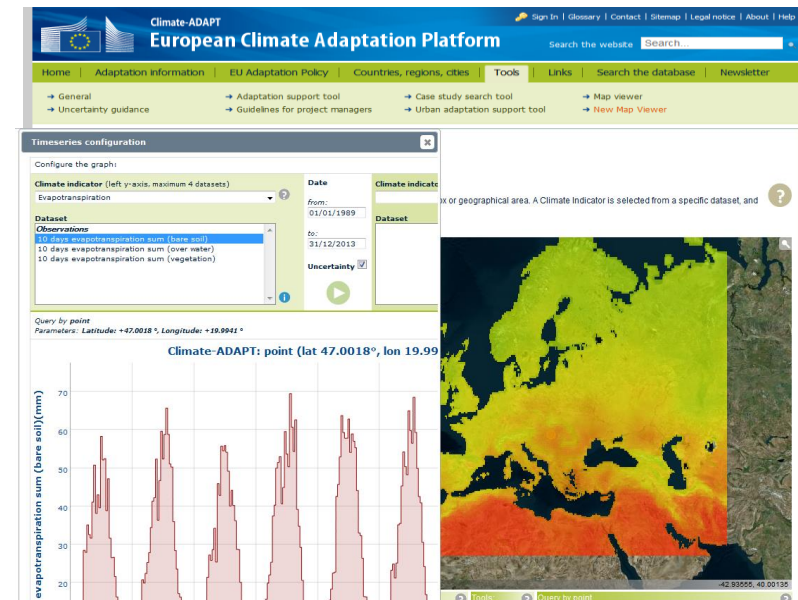 Climate-ADAPT
European Climate Adaptation Platform
Sign In | Glossary | Contact | Sitemap | Legal notice | About | Help
Search the website Search...
Home | Adaptation information | EU Adaptation Policy | Countries, regions, cities | Tools | Links | Search the database | Newsletter
General Adaptation support tool Case study search tool Map viewer
Uncertainty guidance Guidelines for project managers Urban adaptation support tool New Map Viewer
Timeseries configuration
Configure the graph:
Climate indicator (left y-axis, maximum 4 datasets)
Evapotranspiration
Dataset
Observations
10 days evapotranspiration sum (bare soil)
10 days evapotranspiration sum (over water)
10 days evapotranspiration sum (vegetation)
Date
from:
01/01/1989
to:
31/12/2013
Uncertainty
Climate indicato
Dataset
ox or geographical area. A Climate Indicator is selected from a specific dataset, and
Query by point
Parameters: Latitude: +47.0018 °, Longitude: +19.9941 °
Climate-ADAPT: point (lat 47.0018°, lon 19.99
evapotranspiration sum (bare soil)(mm)
70
60
50
40
30
20
-42.93555, 40.00135
Tools: ? Query by point ?